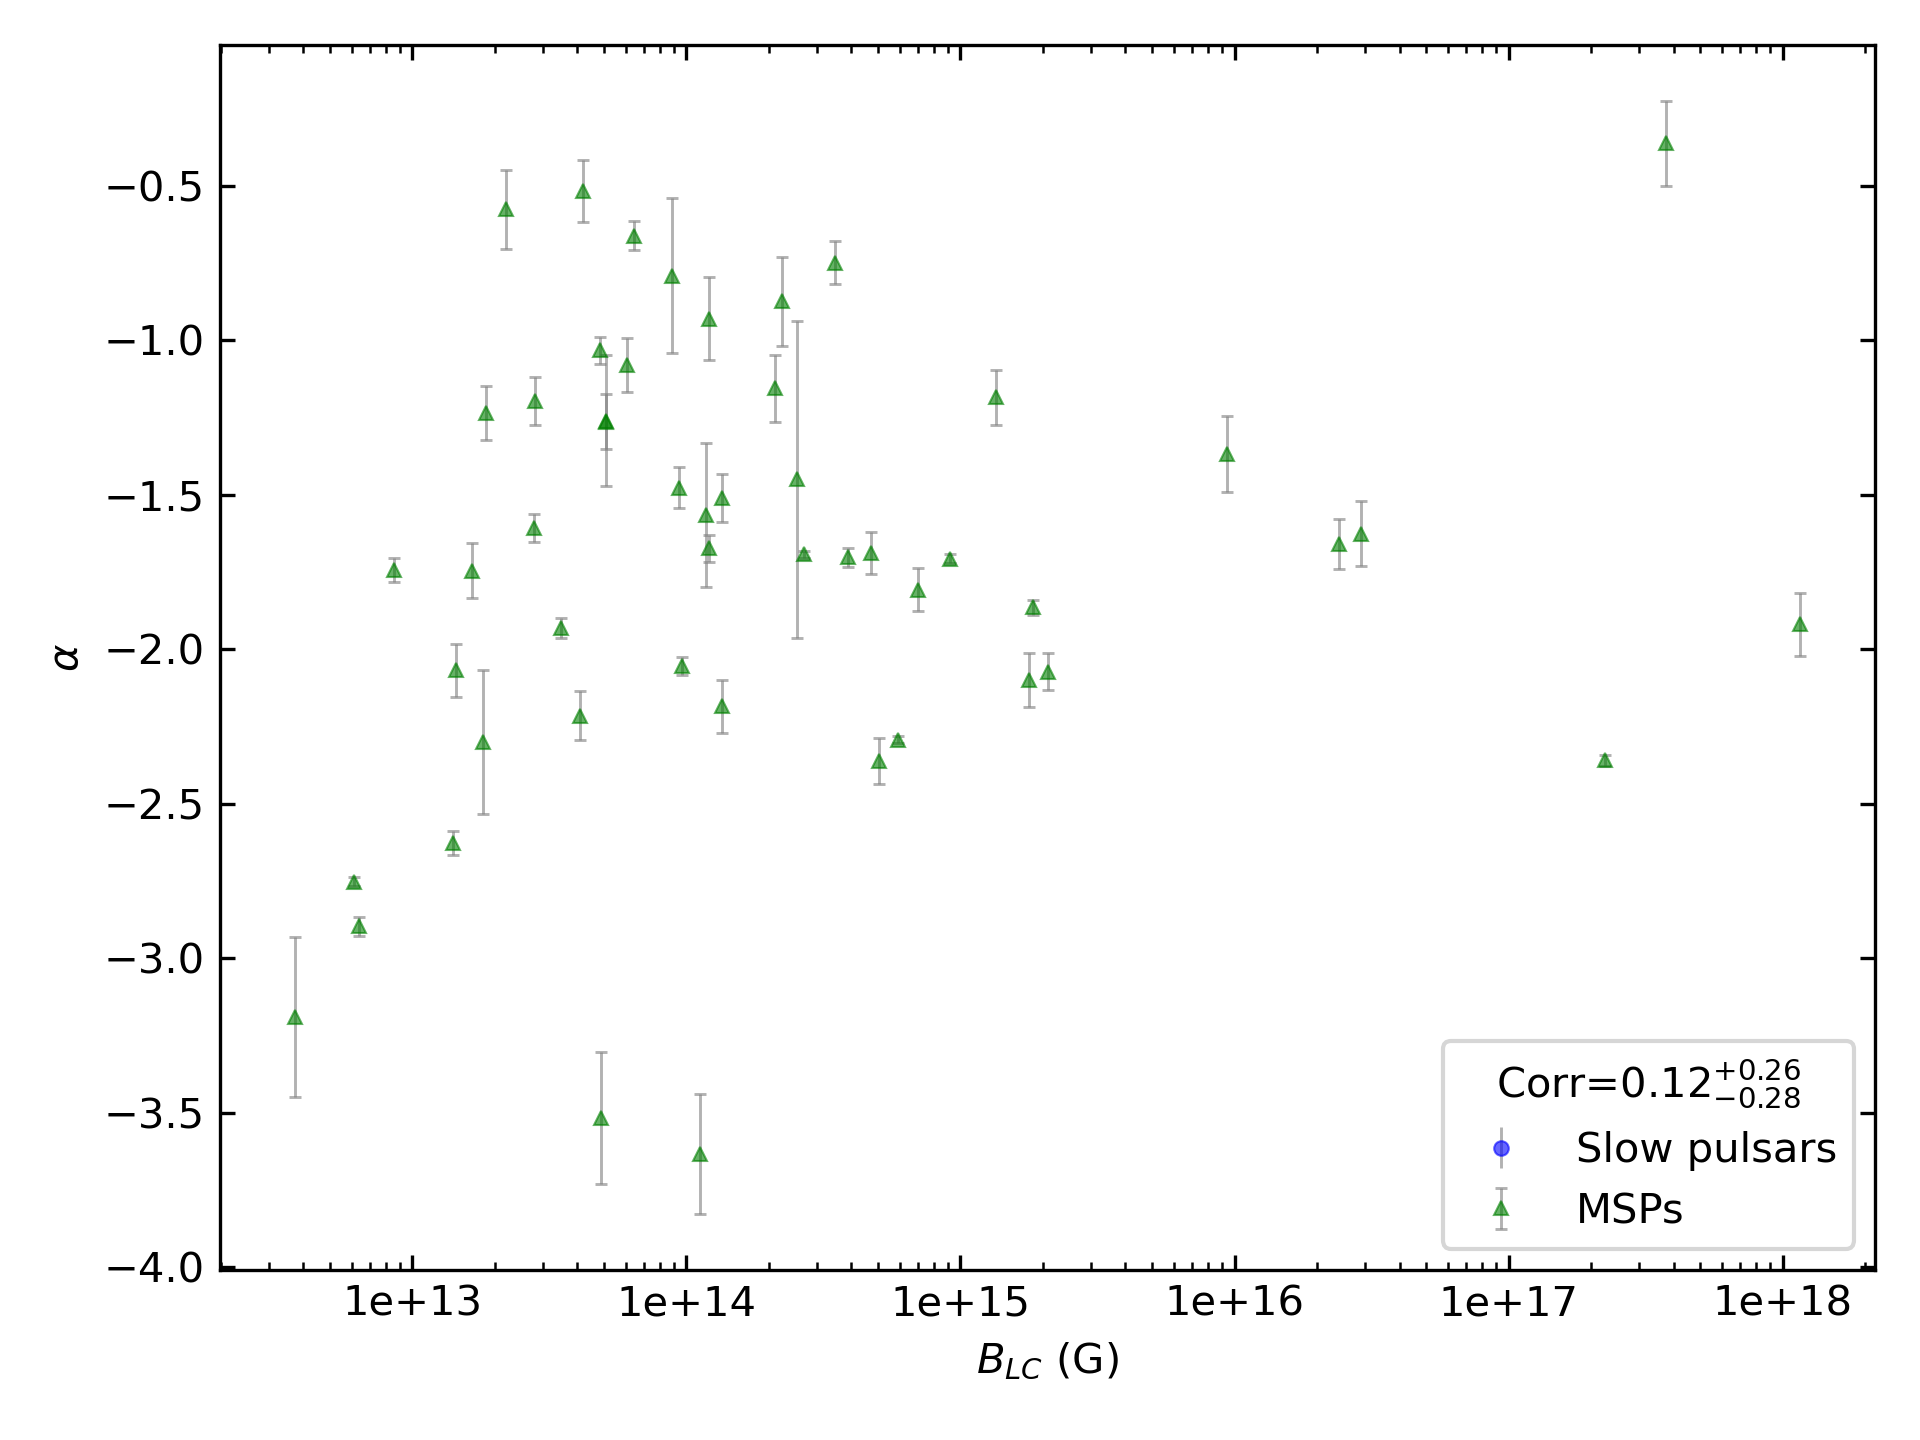 −0.5
−1.0
−1.5
−2.0
−2.5
−3.0
−3.5
−4.0
α
1e+13 1e+14 1e+15 1e+16 1e+17 1e+18
B_{LC} (G)
Corr=0.12^{+0.26}_{−0.28}
Slow pulsars
MSPs